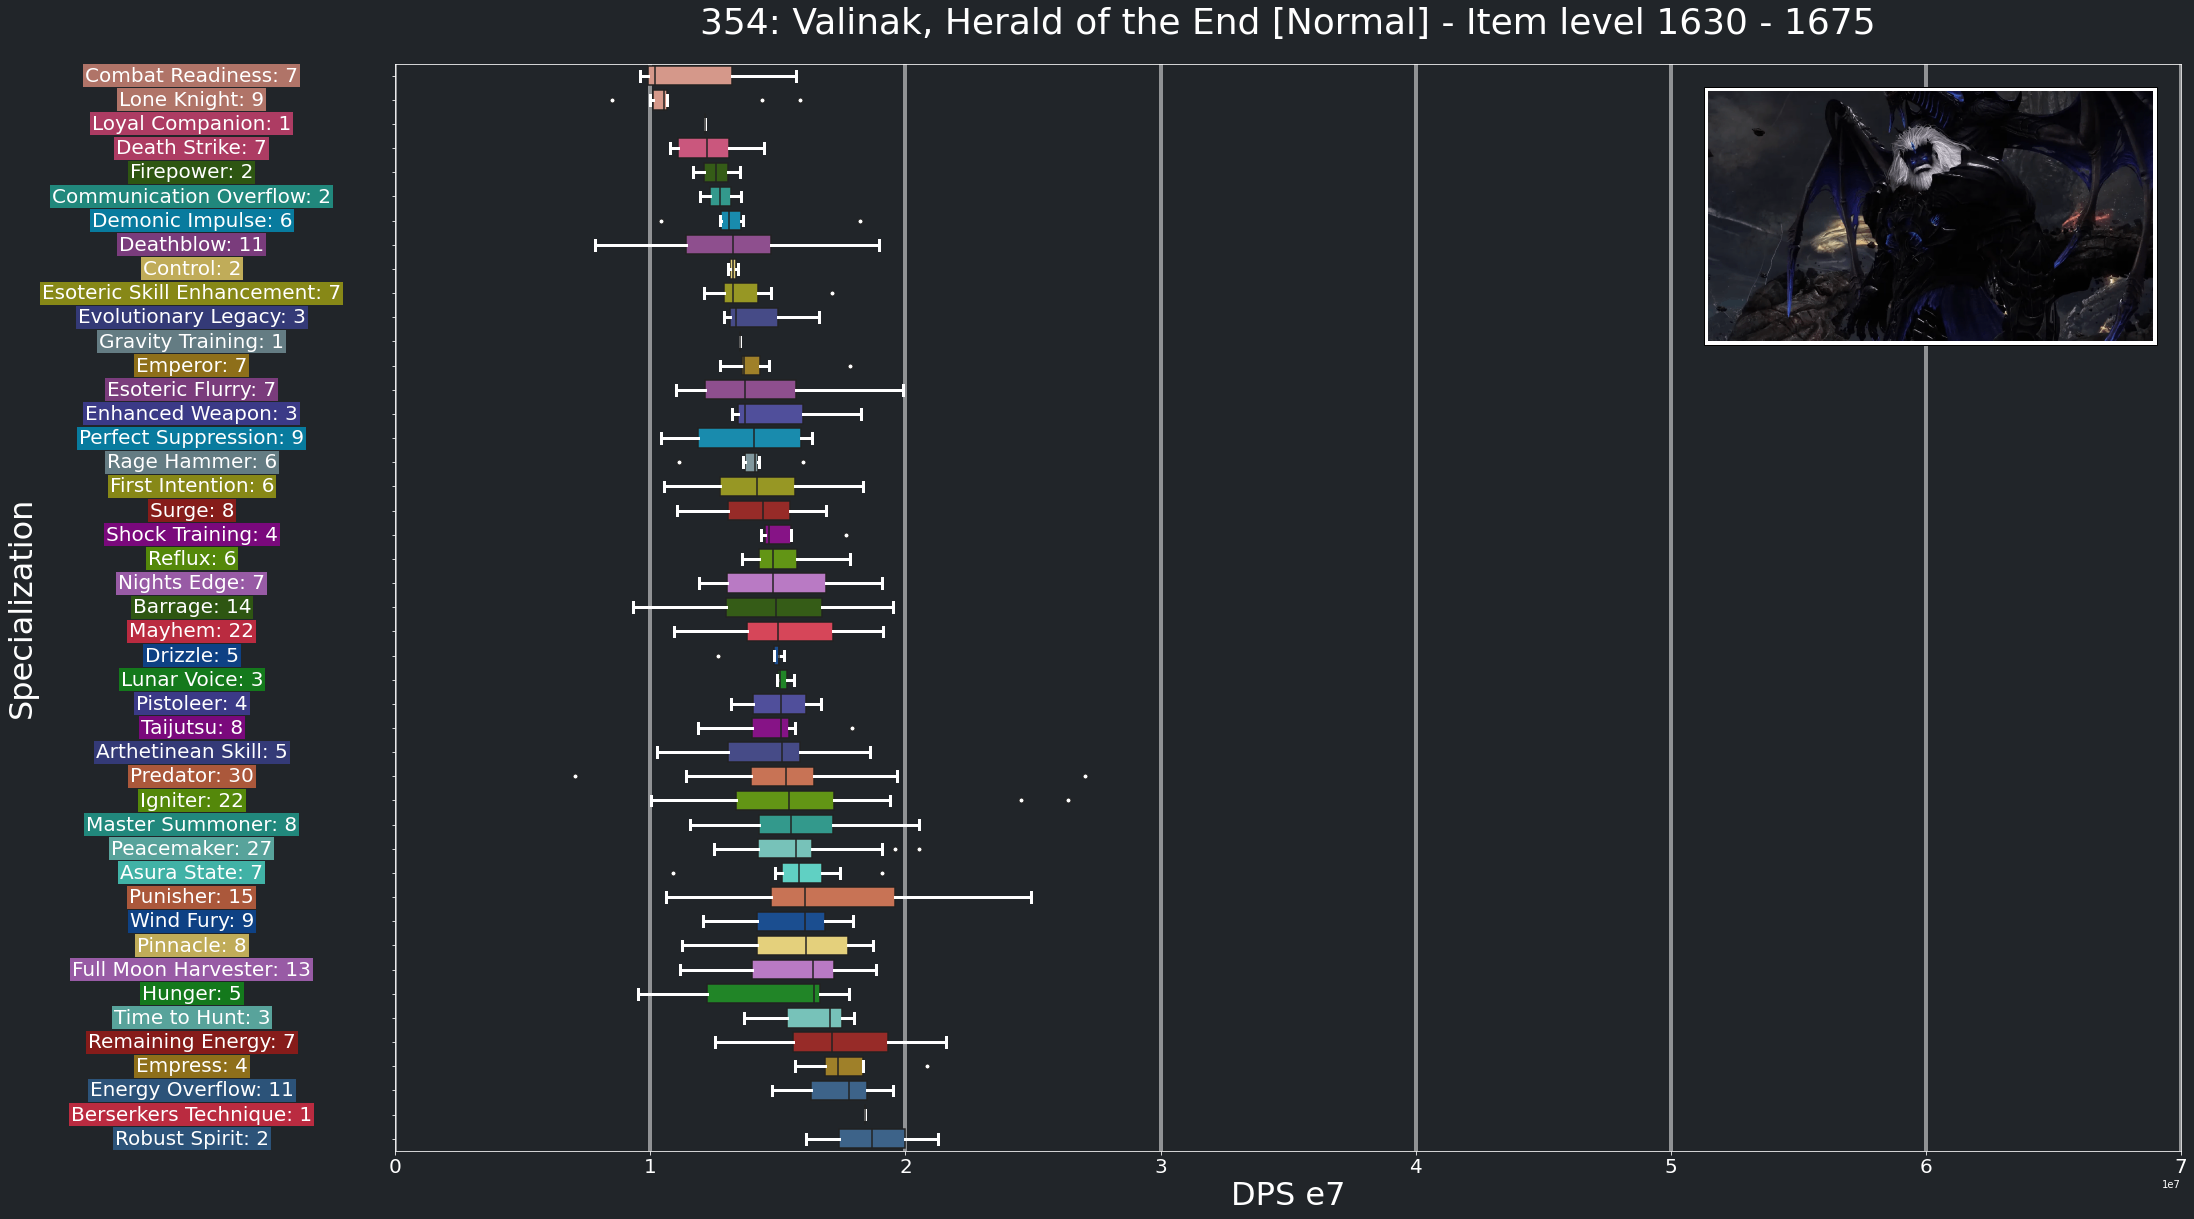 354: Valinak, Herald of the End [Normal] - Item level 1630 - 1675
Specialization
Combat Readiness: 7
Lone Knight: 9
Loyal Companion: 1
Death Strike: 7
Firepower: 2
Communication Overflow: 2
Demonic Impulse: 6
Deathblow: 11
Control: 2
Esoteric Skill Enhancement: 7
Evolutionary Legacy: 3
Gravity Training: 1
Emperor: 7
Esoteric Flurry: 7
Enhanced Weapon: 3
Perfect Suppression: 9
Rage Hammer: 6
First Intention: 6
Surge: 8
Shock Training: 4
Reflux: 6
Nights Edge: 7
Barrage: 14
Mayhem: 22
Drizzle: 5
Lunar Voice: 3
Pistoleer: 4
Taijutsu: 8
Arthetinean Skill: 5
Predator: 30
Igniter: 22
Master Summoner: 8
Peacemaker: 27
Asura State: 7
Punisher: 15
Wind Fury: 9
Pinnacle: 8
Full Moon Harvester: 13
Hunger: 5
Time to Hunt: 3
Remaining Energy: 7
Empress: 4
Energy Overflow: 11
Berserkers Technique: 1
Robust Spirit: 2
0 1 2 3 4 5 6 7
1e7
DPS e7